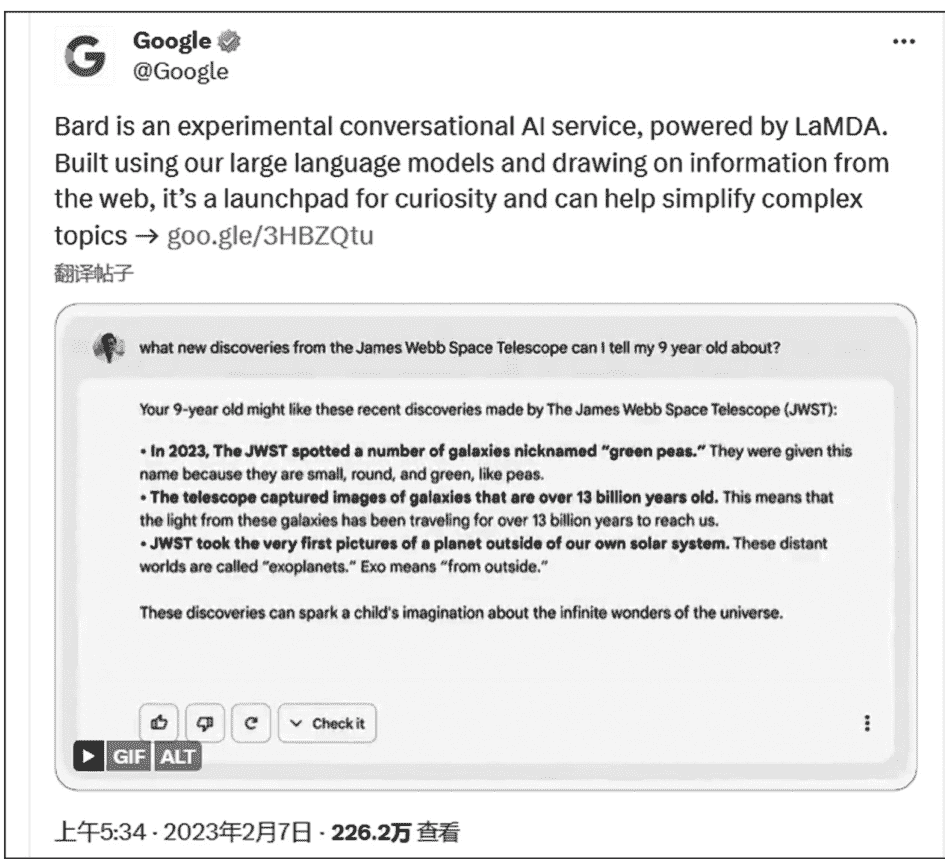 Google
@Google
Bard is an experimental conversational AI service, powered by LaMDA.
Built using our large language models and drawing on information from
the web, it's a launchpad for curiosity and can help simplify complex
topics → goo.gle/3HBZQtu
翻译帖子
what new discoveries from the James Webb Space Telescope can I tell my 9 year old about?
Your 9-year old might like these recent discoveries made by The James Webb Space Telescope (JWST):
• In 2023, The JWST spotted a number of galaxies nicknamed "green peas." They were given this
name because they are small, round, and green, like peas.
• The telescope captured images of galaxies that are over 13 billion years old. This means that
the light from these galaxies has been traveling for over 13 billion years to reach us.
• JWST took the very first pictures of a planet outside of our own solar system. These distant
worlds are called "exoplanets." Exo means "from outside."
These discoveries can spark a child's imagination about the infinite wonders of the universe.
Check it
GIF ALT
上午5:34 · 2023年2月7日 · 226.2万 查看